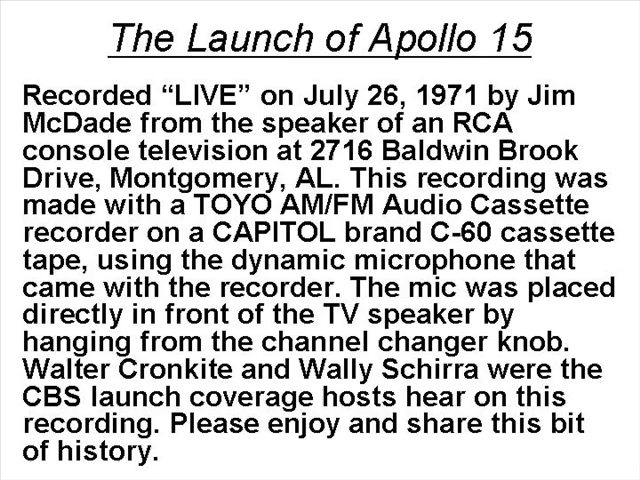 The Launch of Apollo 15
Recorded “LIVE” on July 26, 1971 by Jim
McDade from the speaker of an RCA
console television at 2716 Baldwin Brook
Drive, Montgomery, AL. This recording was
made with a TOYO AM/FM Audio Cassette
recorder on a CAPITOL brand C-60 cassette
tape, using the dynamic microphone that
came with the recorder. The mic was placed
directly in front of the TV speaker by
hanging from the channel changer knob.
Walter Cronkite and Wally Schirra were the
CBS launch coverage hosts hear on this
recording. Please enjoy and share this bit
of history.